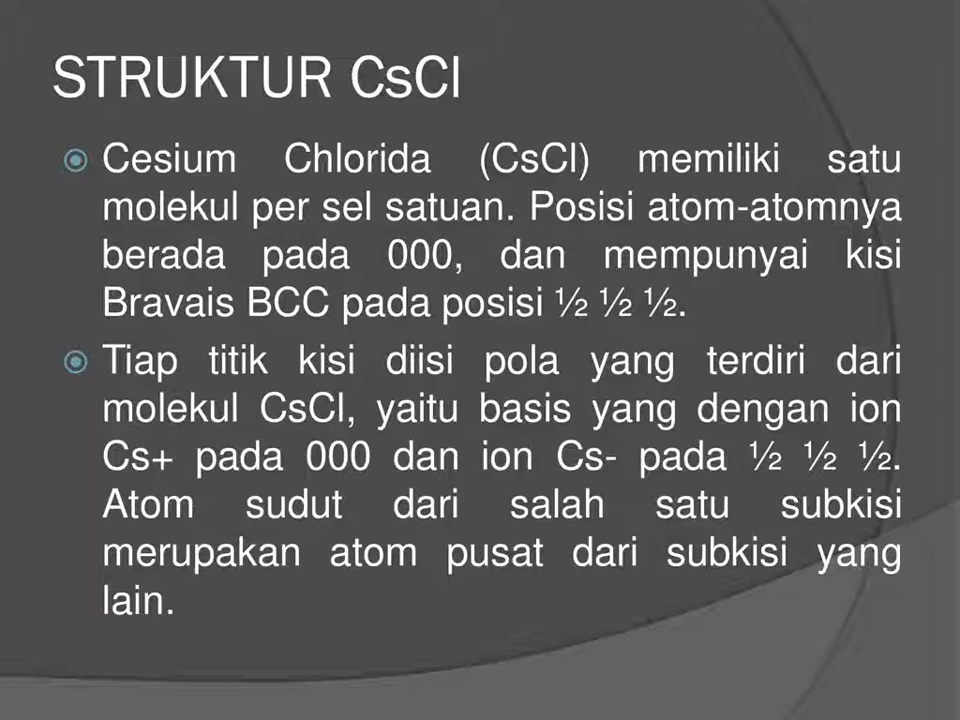 STRUKTUR CsCl
Cesium Chlorida (CsCl) memiliki satu
molekul per sel satuan. Posisi atom-atomnya
berada pada 000, dan mempunyai kisi
Bravais BCC pada posisi ½ ½ ½.
Tiap titik kisi diisi pola yang terdiri dari
molekul CsCl, yaitu basis yang dengan ion
Cs+ pada 000 dan ion Cs- pada ½ ½ ½.
Atom sudut dari salah satu subkisi
merupakan atom pusat dari subkisi yang
lain.